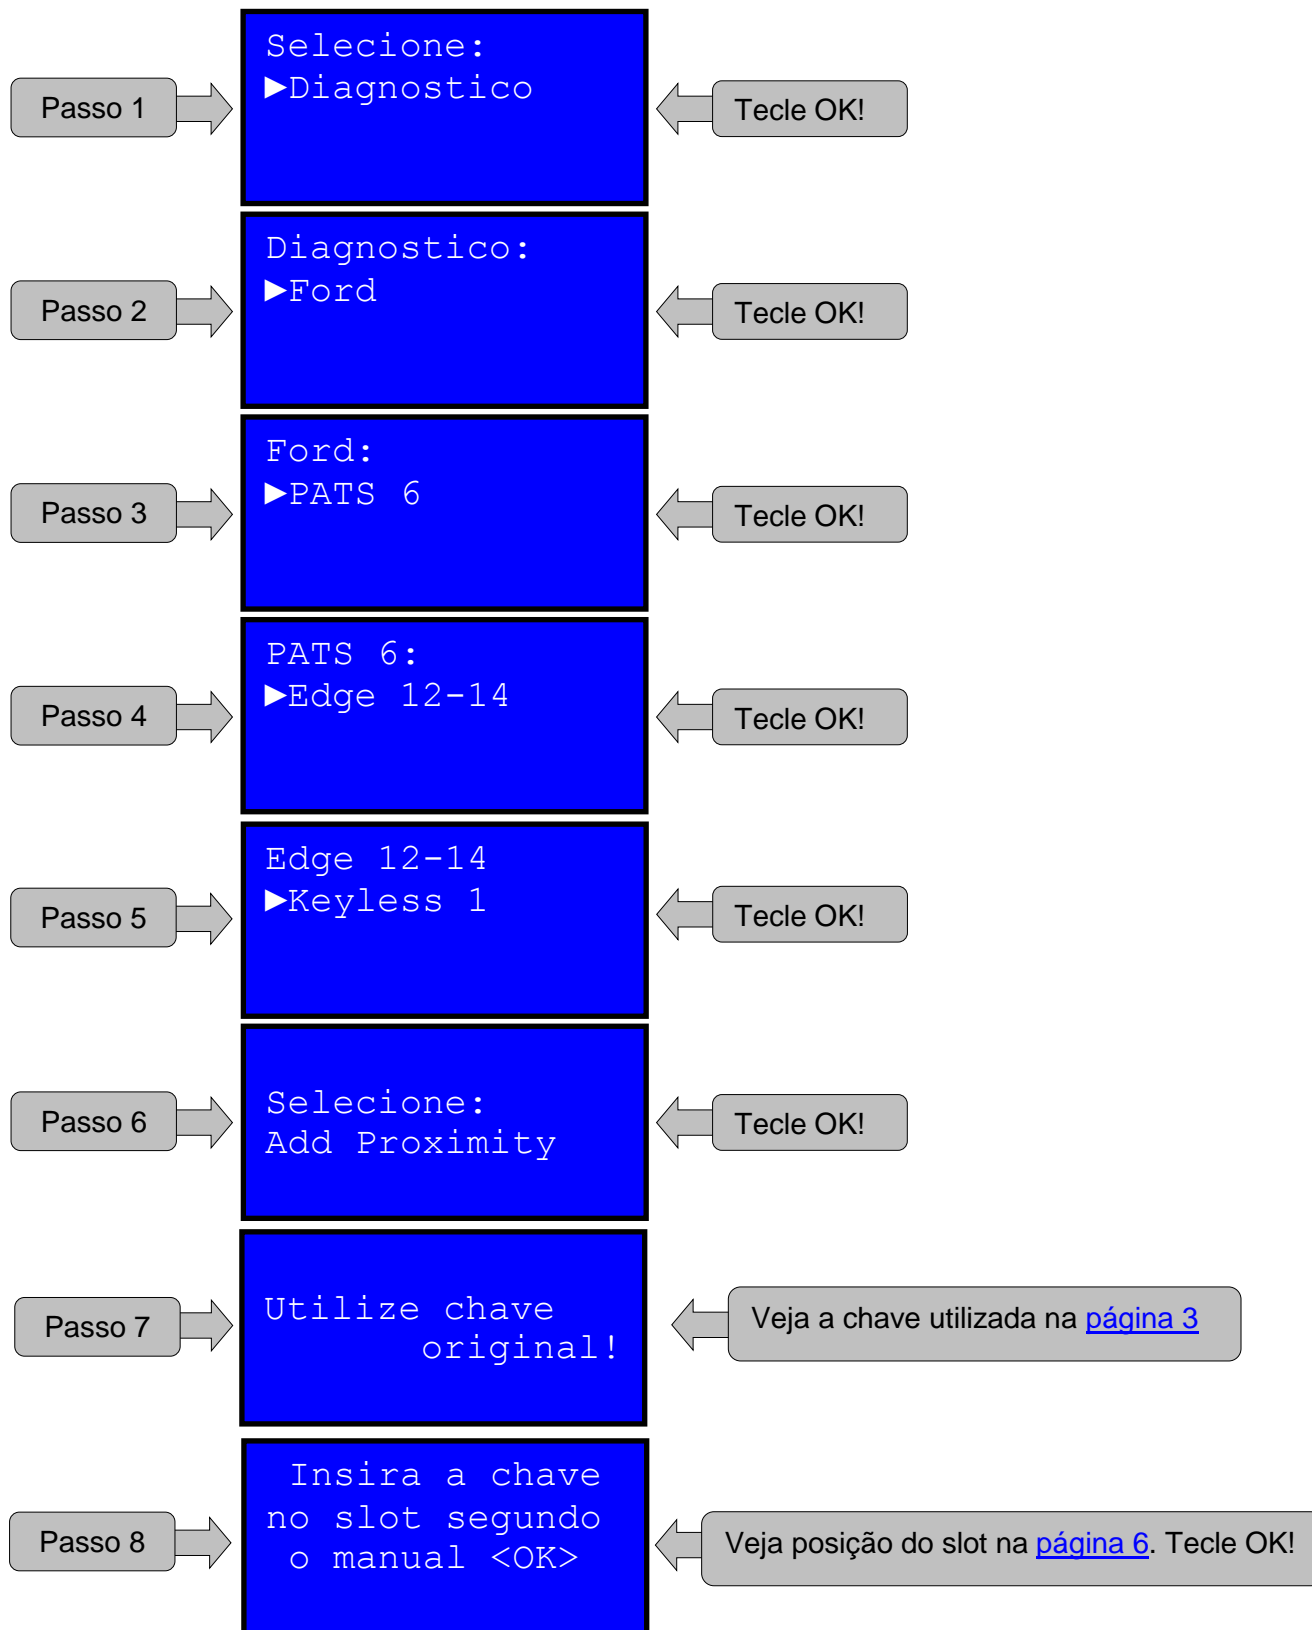 Selecione:
►Diagnostico
Passo 1
Tecle OK!
Diagnostico:
►Ford
Passo 2
Tecle OK!
Ford:
►PATS 6
Passo 3
Tecle OK!
PATS 6:
►Edge 12-14
Passo 4
Tecle OK!
Edge 12-14
►Keyless 1
Passo 5
Tecle OK!
Selecione:
Add Proximity
Passo 6
Tecle OK!
Utilize chave
original!
Passo 7
Veja a chave utilizada na página 3
Insira a chave
no slot segundo
o manual <OK>
Passo 8
Veja posição do slot na página 6. Tecle OK!